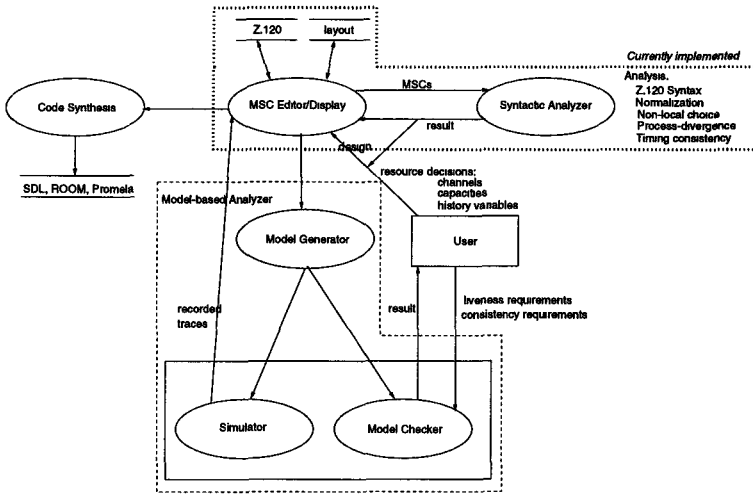 Z.120
layout
Currently implemented
MSCs
Analysis.
Z.120 Syntax
Normalization
Non-local choice
Process-divergence
Timing consistency
Code Synthesis
MSC Editor/Display
Syntactic Analyzer
result
design
resource decisions:
channels
capacities
history variables
SDL, ROOM, Promela
Model-based Analyzer
Model Generator
User
recorded
traces
result
liveness requirements
consistency requirements
Simulator
Model Checker